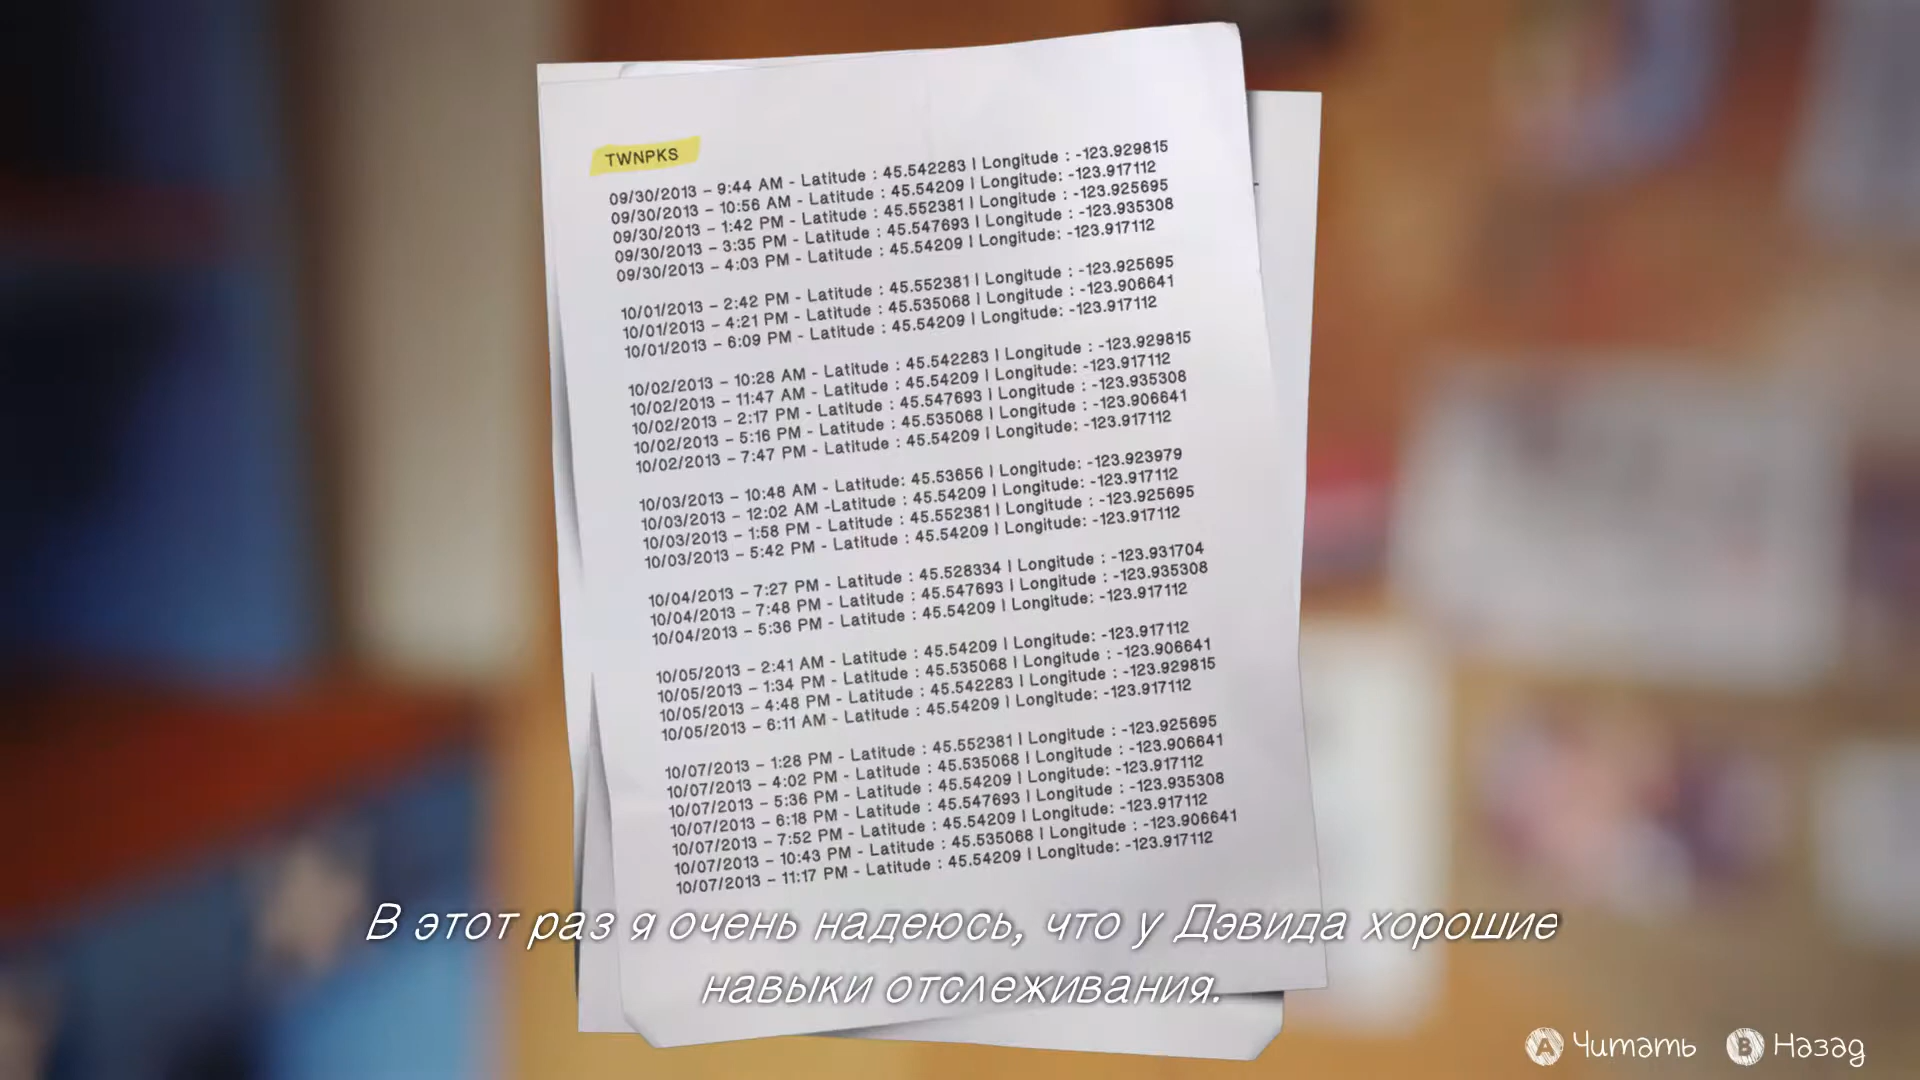 TWNPKS
09/30/2013 – 9:44 AM - Latitude : 45.542283 | Longitude : -123.929815
09/30/2013 – 10:56 AM - Latitude : 45.54209 | Longitude: -123.917112
09/30/2013 – 1:42 PM - Latitude : 45.552381 | Longitude : -123.925695
09/30/2013 – 3:35 PM - Latitude : 45.547693 | Longitude : -123.935308
09/30/2013 – 4:03 PM - Latitude : 45.54209 | Longitude: -123.917112
10/01/2013 – 2:42 PM - Latitude : 45.552381 | Longitude : -123.925695
10/01/2013 – 4:21 PM - Latitude : 45.535068 | Longitude : -123.906641
10/01/2013 – 6:09 PM - Latitude : 45.54209 | Longitude: -123.917112
10/02/2013 – 10:28 AM - Latitude : 45.542283 | Longitude : -123.929815
10/02/2013 – 11:47 AM - Latitude : 45.54209 | Longitude: -123.917112
10/02/2013 – 2:17 PM - Latitude : 45.547693 | Longitude : -123.935308
10/02/2013 – 5:16 PM - Latitude : 45.535068 | Longitude : -123.906641
10/02/2013 – 7:47 PM - Latitude : 45.54209 | Longitude: -123.917112
10/03/2013 – 10:48 AM - Latitude: 45.53656 | Longitude: -123.923979
10/03/2013 – 12:02 AM -Latitude : 45.54209 | Longitude: -123.917112
10/03/2013 – 1:58 PM - Latitude : 45.552381 | Longitude : -123.925695
10/03/2013 – 5:42 PM - Latitude : 45.54209 | Longitude: -123.917112
10/04/2013 – 7:27 PM - Latitude : 45.528334 | Longitude : -123.931704
10/04/2013 – 7:48 PM - Latitude : 45.547693 | Longitude : -123.935308
10/04/2013 – 5:36 PM - Latitude : 45.54209 | Longitude: -123.917112
10/05/2013 – 2:41 AM - Latitude : 45.54209 | Longitude: -123.917112
10/05/2013 – 1:34 PM - Latitude : 45.535068 | Longitude : -123.906641
10/05/2013 – 4:48 PM - Latitude : 45.542283 | Longitude : -123.929815
10/05/2013 – 6:11 AM - Latitude : 45.54209 | Longitude: -123.917112
10/07/2013 – 1:28 PM - Latitude : 45.552381 | Longitude : -123.925695
10/07/2013 – 4:02 PM - Latitude : 45.535068 | Longitude : -123.906641
10/07/2013 – 5:36 PM - Latitude : 45.54209 | Longitude: -123.917112
10/07/2013 – 6:18 PM - Latitude : 45.547693 | Longitude : -123.935308
10/07/2013 – 7:52 PM - Latitude : 45.54209 | Longitude: -123.917112
10/07/2013 – 10:43 PM - Latitude : 45.535068 | Longitude : -123.906641
10/07/2013 – 11:17 PM - Latitude : 45.54209 | Longitude: -123.917112
В этот раз я очень надеюсь, что у Дэвида хорошие
навыки отслеживания.
A Читать B Назад